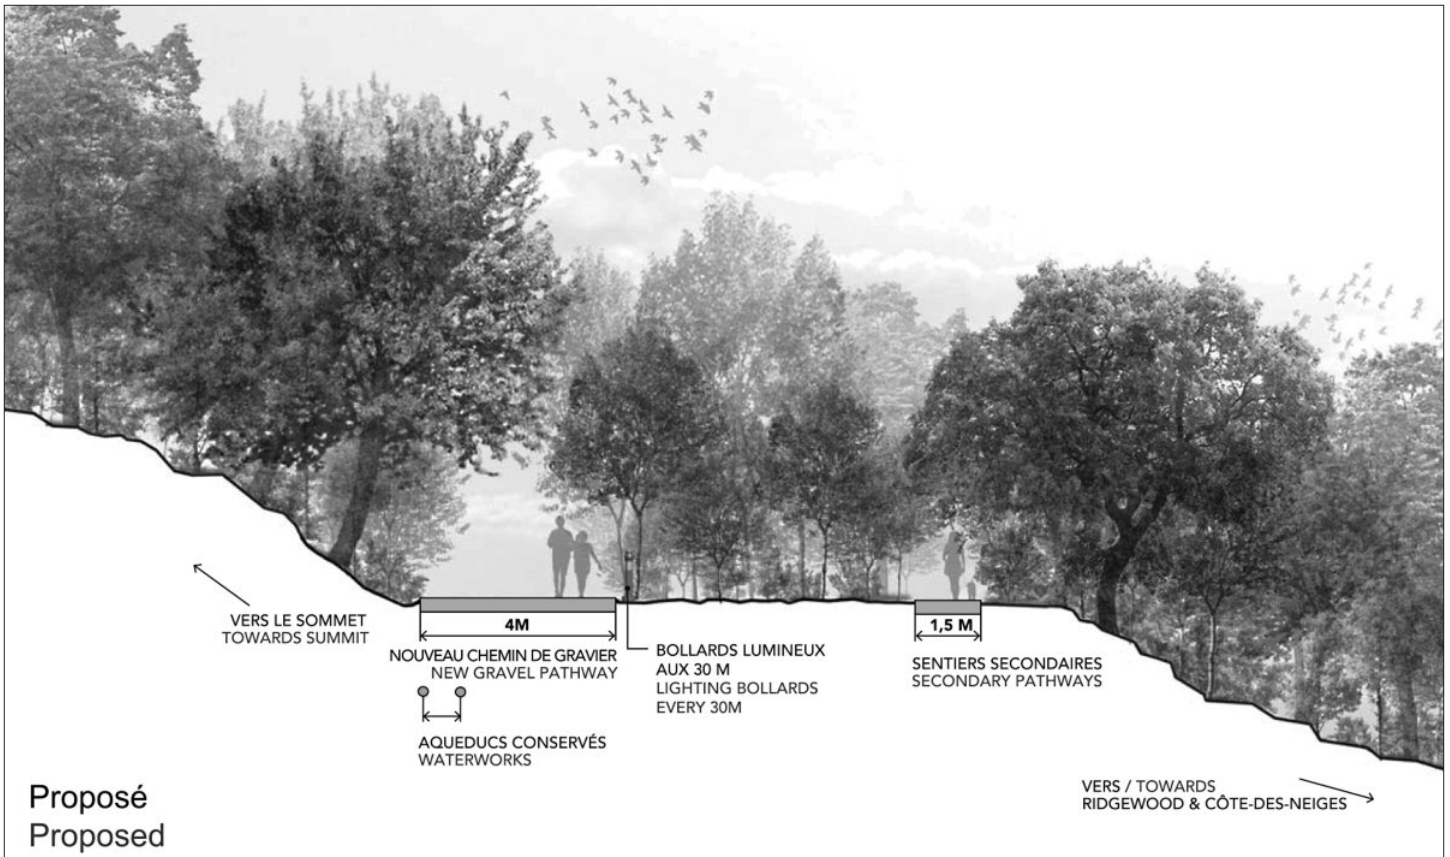 VERS LE SOMMET
TOWARDS SUMMIT
4M
NOUVEAU CHEMIN DE GRAVIER
NEW GRAVEL PATHWAY
AQUEDUCS CONSERVÉS
WATERWORKS
BOLLARDS LUMINEUX
AUX 30 M
LIGHTING BOLLARDS
EVERY 30M
1,5 M
SENTIERS SECONDAIRES
SECONDARY PATHWAYS
VERS / TOWARDS
RIDGEWOOD & CÔTE-DES-NEIGES
Proposé
Proposed